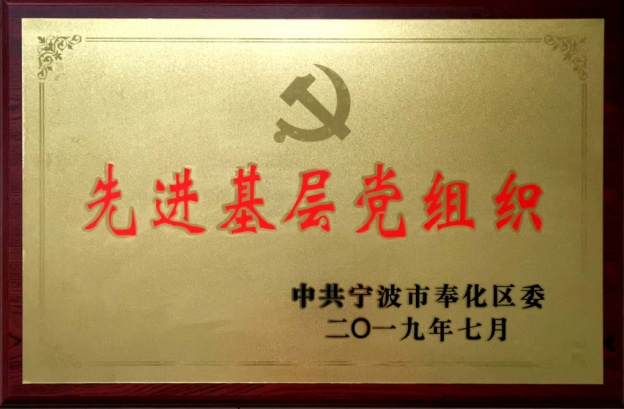 先进基层党组织
中共宁波市奉化区委
二〇一九年七月